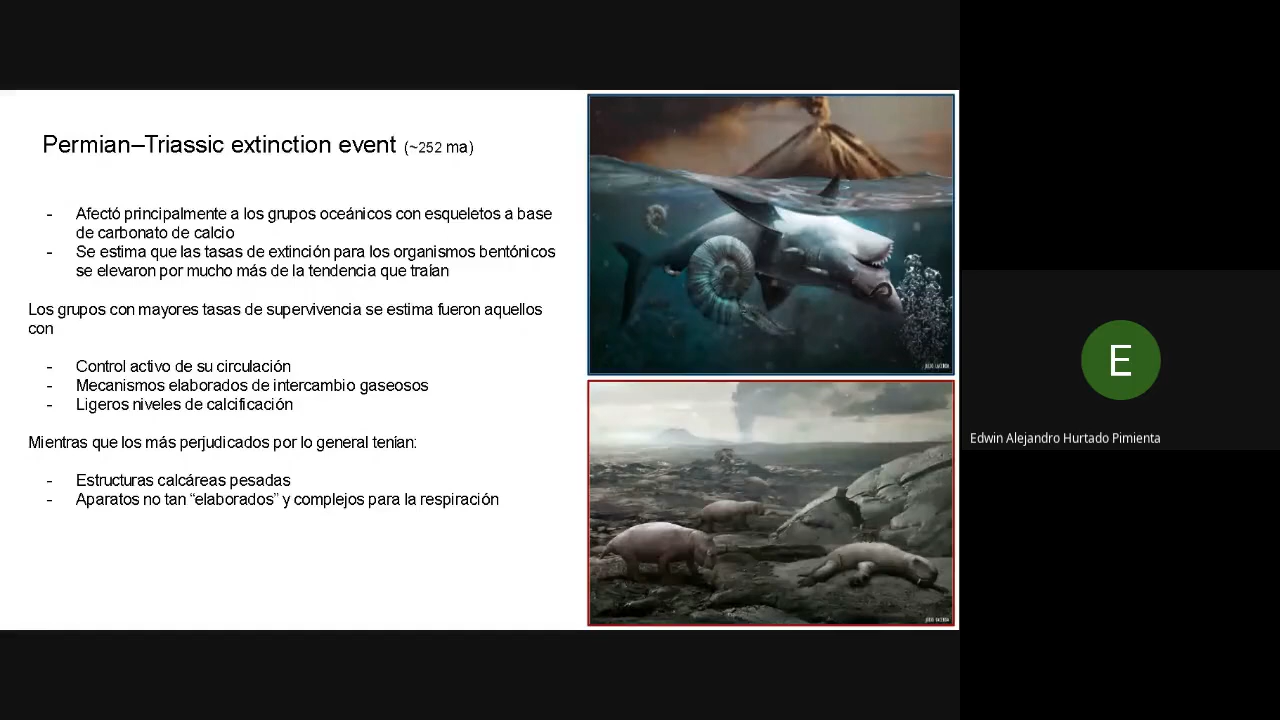 Permian–Triassic extinction event (~252 ma)
- Afectó principalmente a los grupos oceánicos con esqueletos a base
de carbonato de calcio
- Se estima que las tasas de extinción para los organismos bentónicos
se elevaron por mucho más de la tendencia que traían
Los grupos con mayores tasas de supervivencia se estima fueron aquellos
con
- Control activo de su circulación
- Mecanismos elaborados de intercambio gaseosos
- Ligeros niveles de calcificación
Mientras que los más perjudicados por lo general tenían:
- Estructuras calcáreas pesadas
- Aparatos no tan “elaborados” y complejos para la respiración
E
Edwin Alejandro Hurtado Pimienta